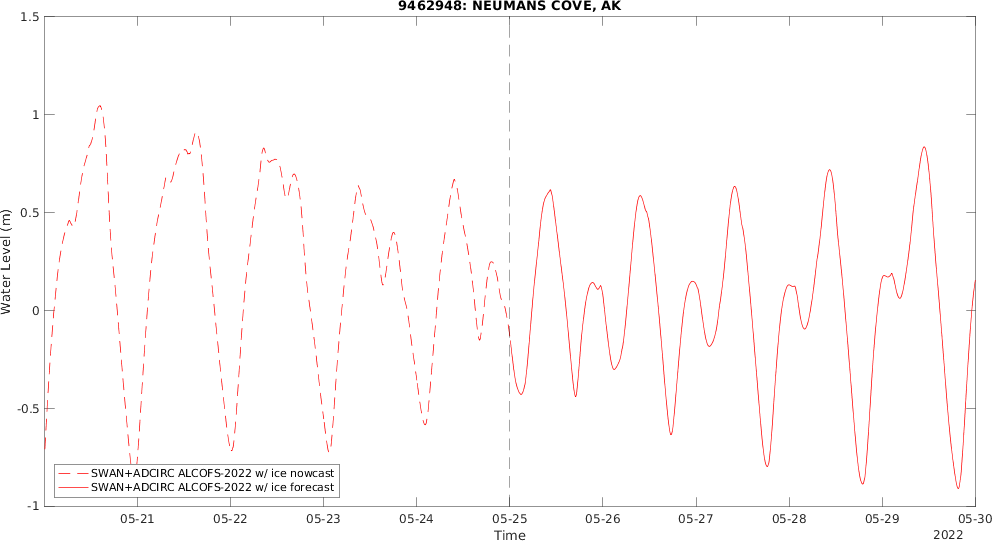 9462948: NEUMANS COVE, AK
Water Level (m)
1.5
1
0.5
0
-0.5
-1
SWAN+ADCIRC ALCOFS-2022 w/ ice nowcast
SWAN+ADCIRC ALCOFS-2022 w/ ice forecast
05-21 05-22 05-23 05-24 05-25 05-26 05-27 05-28 05-29 05-30
Time
2022